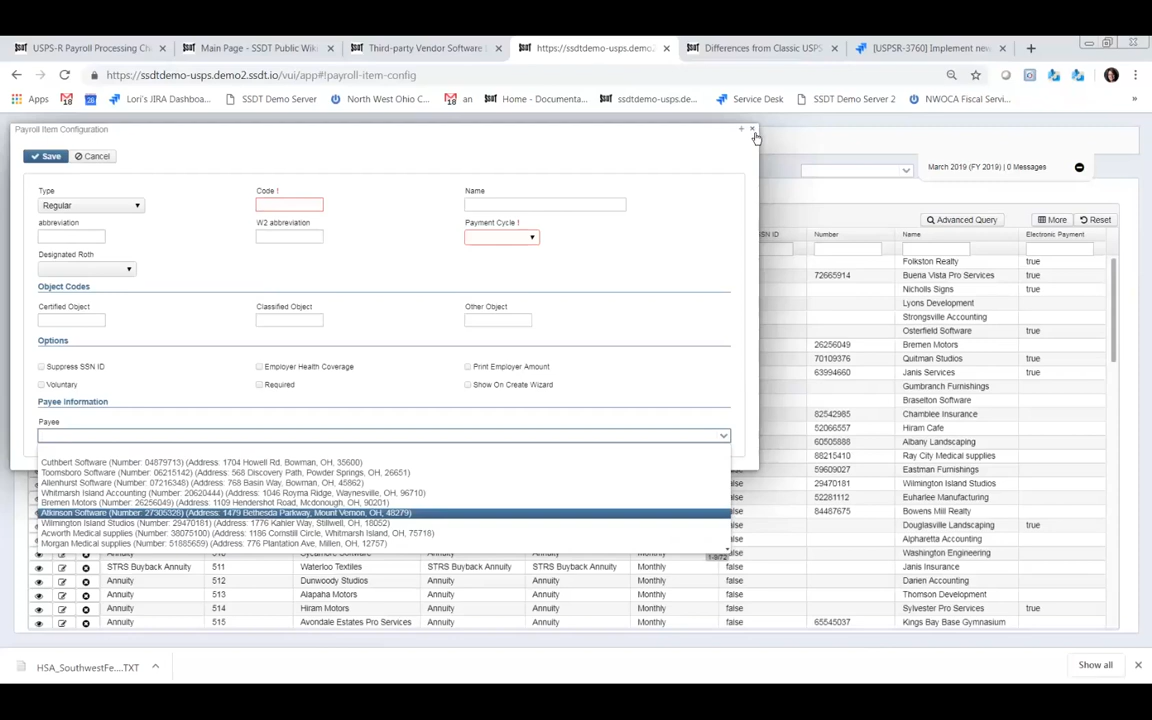 USPS-R Payroll Processing Ch
Main Page - SSDT Public Wiki
Third-party Vendor Software I
https://ssdtdemo-usps.demo2
Differences from Classic USPS
[USPSR-3760] Implement new
https://ssdtdemo-usps.demo2.ssdt.io/vui/app#!payroll-item-config
Apps
Lori's JIRA Dashboa...
SSDT Demo Server
North West Ohio C...
an
Home - Documenta...
ssdtdemo-usps.de...
Service Desk
SSDT Demo Server 2
NWOCA Fiscal Servi...
»
Payroll Item Configuration
March 2019 (FY 2019) | 0 Messages
Save
Cancel
Type
Code !
Name
Regular
abbreviation
W2 abbreviation
Payment Cycle !
Designated Roth
Object Codes
Certified Object
Classified Object
Other Object
Options
Suppress SSN ID
Employer Health Coverage
Print Employer Amount
Voluntary
Required
Show On Create Wizard
Payee Information
Payee
Cuthbert Software (Number: 04879713) (Address: 1704 Howell Rd, Bowman, OH, 35600)
Toomsboro Software (Number: 06215142) (Address: 568 Discovery Path, Powder Springs, OH, 26651)
Allenhurst Software (Number: 07216348) (Address: 768 Basin Way, Bowman, OH, 45862)
Whitmarsh Island Accounting (Number: 20620444) (Address: 1046 Royma Ridge, Waynesville, OH, 96710)
Bremen Motors (Number: 26256049) (Address: 1109 Hendershot Road, Mcdonough, OH, 90201)
Atkinson Software (Number: 27305328) (Address: 1479 Bethesda Parkway, Mount Vernon, OH, 48279)
Wilmington Island Studios (Number: 29470181) (Address: 1776 Kahler Way, Stillwell, OH, 18052)
Acworth Medical supplies (Number: 38075100) (Address: 1186 Cornstill Circle, Whitmarsh Island, OH, 75718)
Morgan Medical supplies (Number: 51885659) (Address: 776 Plantation Ave, Millen, OH, 12757)
Advanced Query
More
Reset
SSN ID
Number
Name
Electronic Payment
Folkston Realty
true
72665914
Buena Vista Pro Services
true
Nicholls Signs
true
Lyons Development
Strongsville Accounting
Osterfield Software
true
26256049
Bremen Motors
70109376
Quitman Studios
true
63994660
Janis Services
true
Gumbranch Furnishings
Braselton Software
82542985
Chamblee Insurance
52066557
Hiram Cafe
60505888
Albany Landscaping
88215410
Ray City Medical supplies
59609027
Eastman Furnishings
52281112
Euharlee Manufacturing
84487675
Bowens Mill Realty
Douglasville Landscaping
true
Alpharetta Accounting
Washington Engineering
STRS Buyback Annuity
511
Waterloo Textiles
STRS Buyback Annuity
STRS Buyback Annuity
Monthly
false
Janis Insurance
Annuity
512
Dunwoody Studios
Annuity
Annuity
Monthly
false
Darien Accounting
Annuity
513
Alapaha Motors
Annuity
Annuity
Monthly
false
Thomson Development
Annuity
514
Hiram Motors
Annuity
Annuity
Monthly
false
Sylvester Pro Services
true
Annuity
515
Avondale Estates Pro Services
Annuity
Annuity
Monthly
false
65545037
Kings Bay Base Gymnasium
HSA_SouthwestFe....TXT
Show all